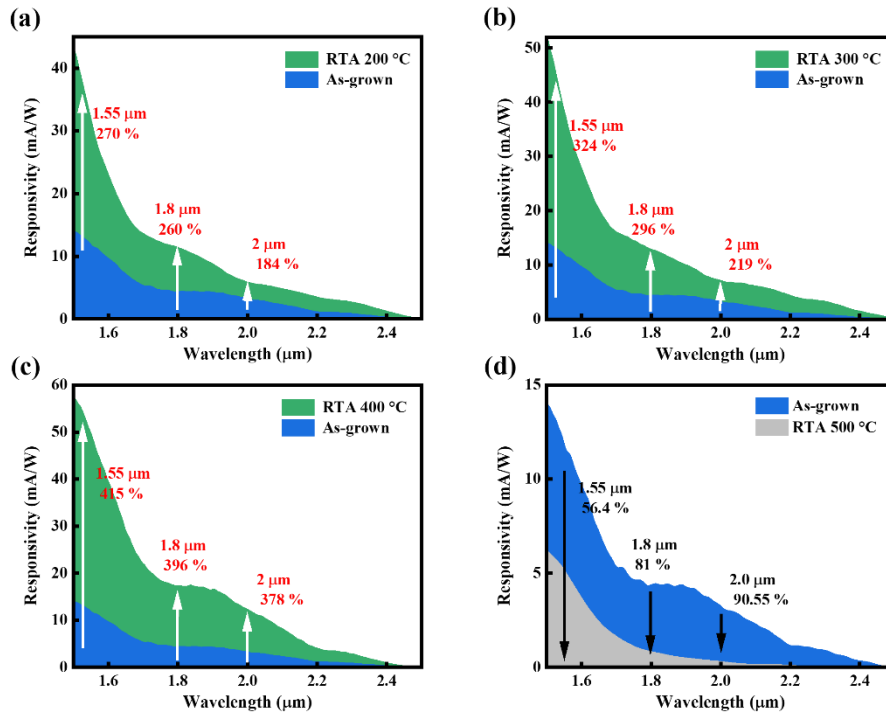 (a)
RTA 200 °C
As-grown
1.55 μm
270 %
1.8 μm
260 %
2 μm
184 %
Responsivity (mA/W)
40
30
20
10
0
1.6
1.8
2.0
2.2
2.4
Wavelength (μm)
(b)
RTA 300 °C
As-grown
1.55 μm
324 %
1.8 μm
296 %
2 μm
219 %
Responsivity (mA/W)
50
40
30
20
10
0
1.6
1.8
2.0
2.2
2.4
Wavelength (μm)
(c)
RTA 400 °C
As-grown
1.55 μm
415 %
1.8 μm
396 %
2 μm
378 %
Responsivity (mA/W)
60
50
40
30
20
10
0
1.6
1.8
2.0
2.2
2.4
Wavelength (μm)
(d)
As-grown
RTA 500 °C
1.55 μm
56.4 %
1.8 μm
81 %
2.0 μm
90.55 %
Responsivity (mA/W)
15
10
5
0
1.6
1.8
2.0
2.2
2.4
Wavelength (μm)